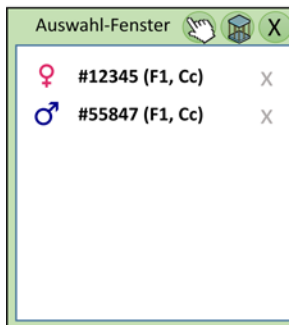 Auswahl-Fenster X
#12345 (F1, Cc) X
#55847 (F1, Cc) X